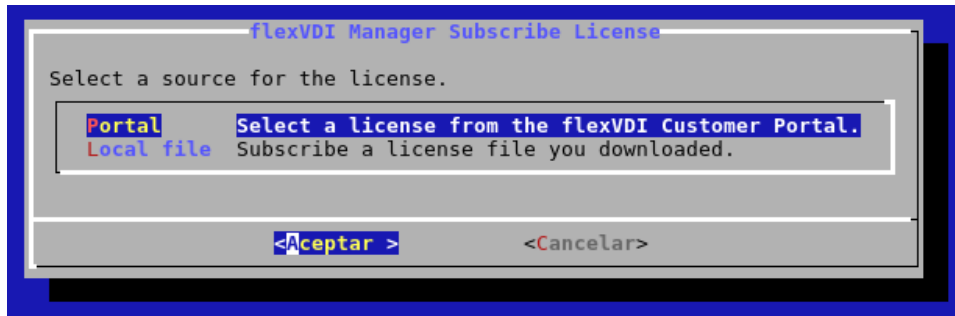 flexVDI Manager Subscribe License
Select a source for the license.
Portal Select a license from the flexVDI Customer Portal.
Local file Subscribe a license file you downloaded.
<Aceptar > <Cancelar>